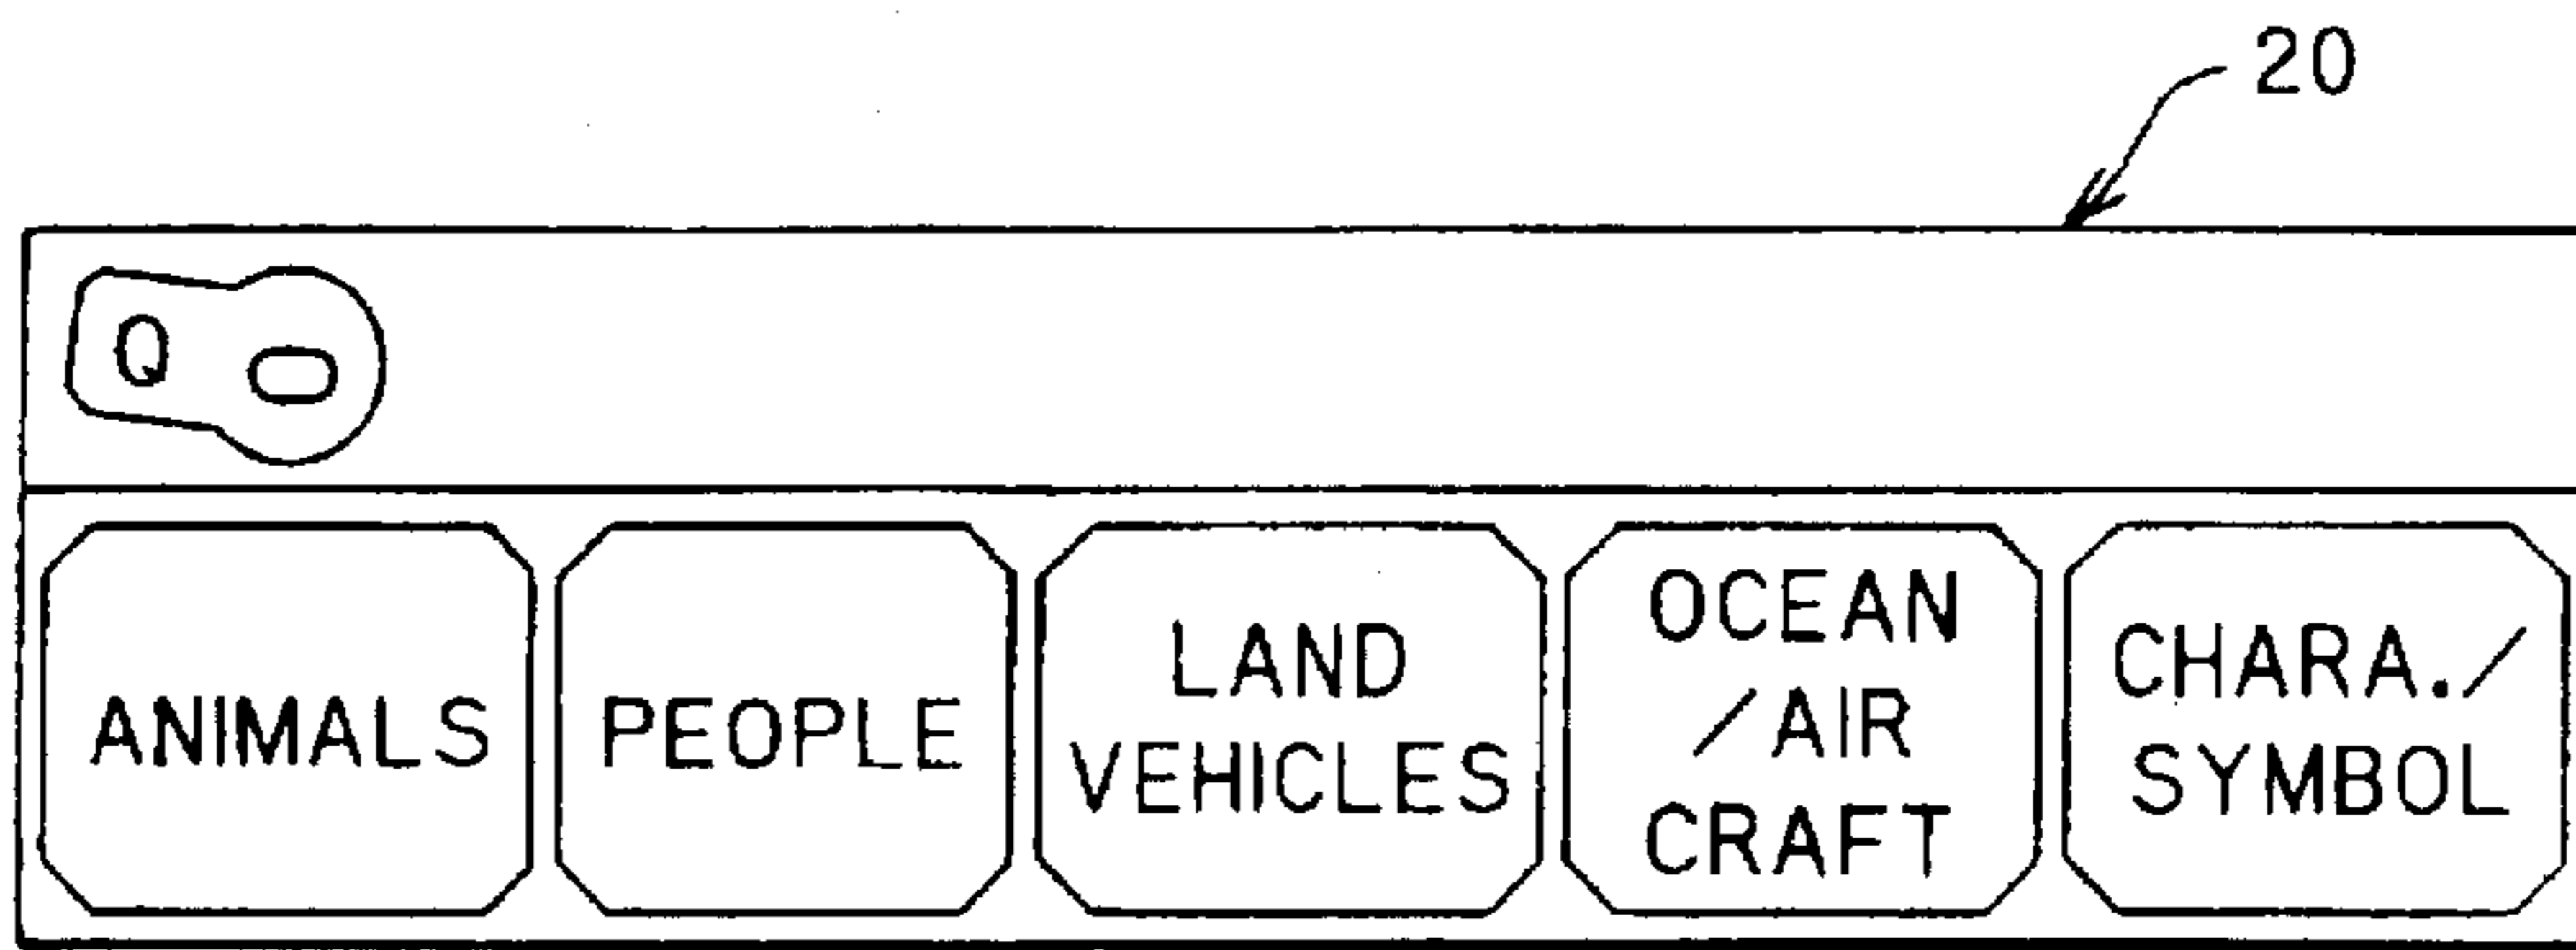 20
Q
ANIMALS
PEOPLE
LAND
VEHICLES
OCEAN
/AIR
CRAFT
CHARA./
SYMBOL